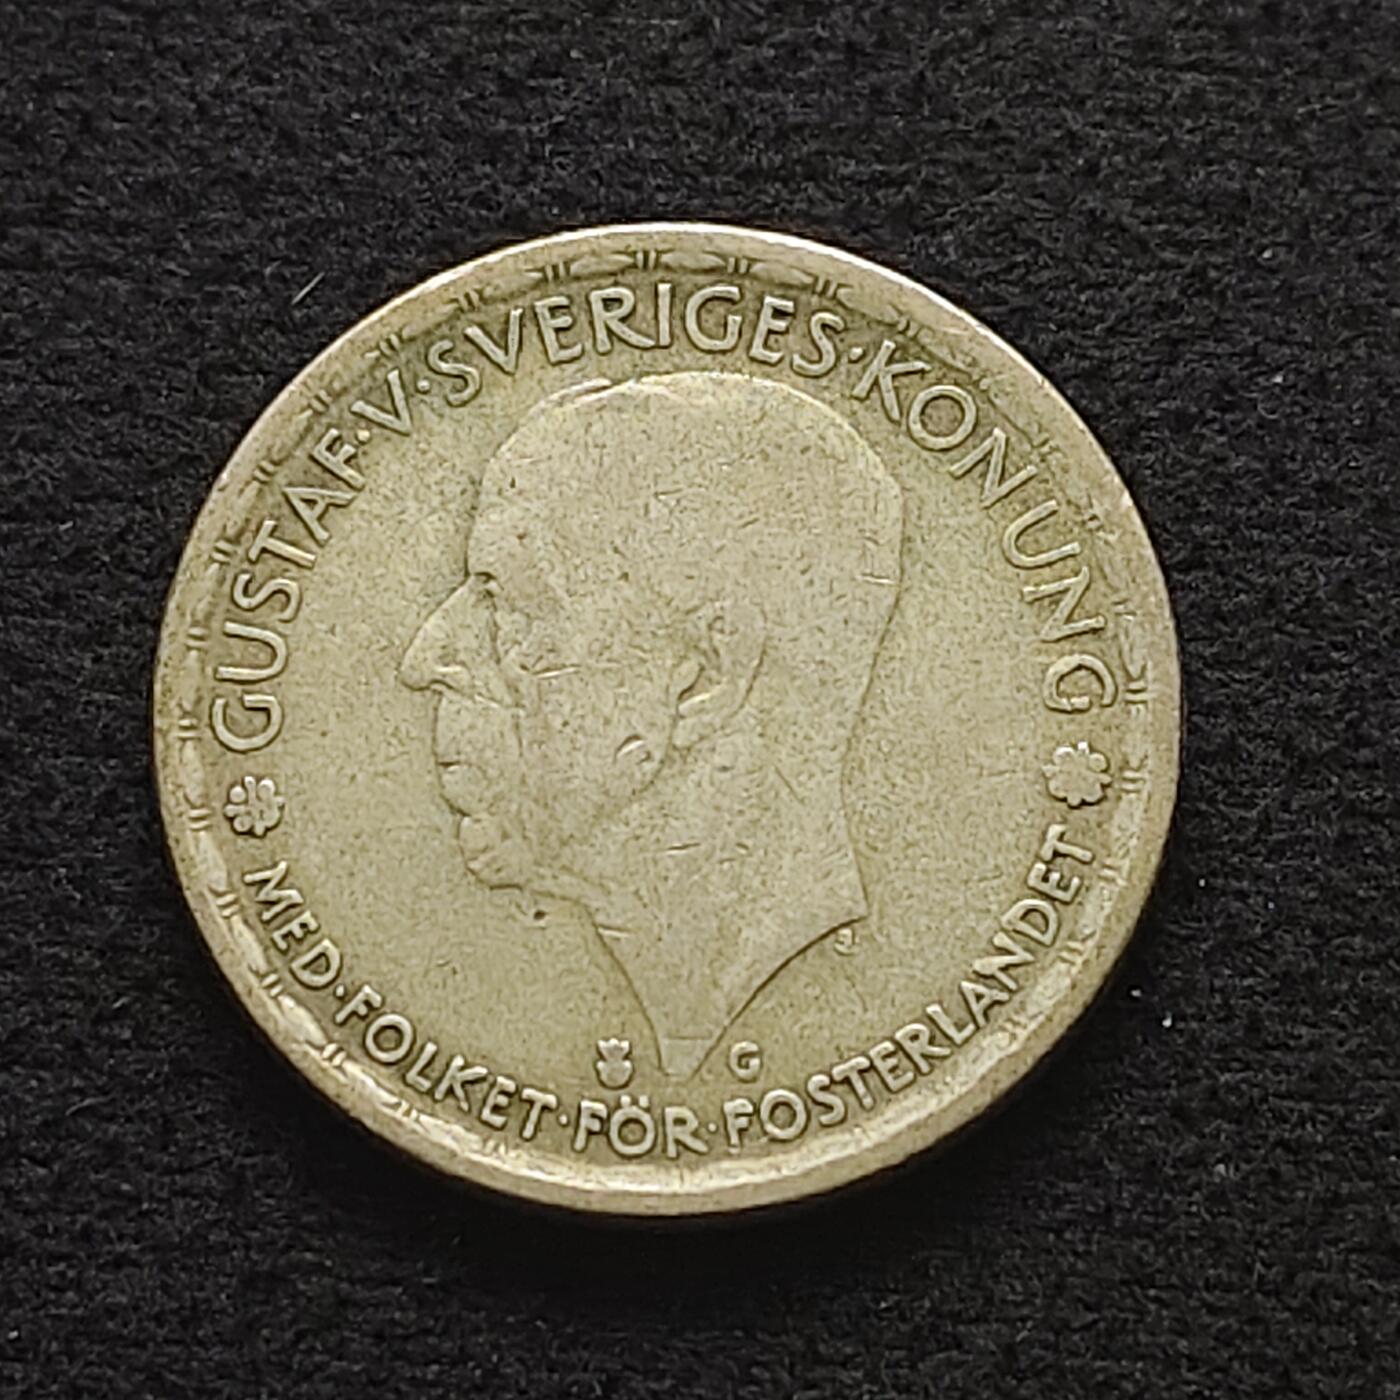 GUSTAF·V·SVERIGES·KONUNG
MED·FOLKET·FÖR·FOSTERLANDET
G